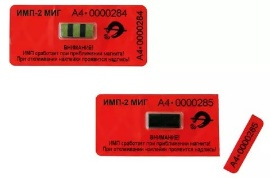 ИМП-2 МИГ А4*0000284
ВНИМАНИЕ!
ИМП сработает при приближении магнита!
При отклеивании наклейки проявится надпись!
А4*0000284
ИМП-2 МИГ А4*0000285
ВНИМАНИЕ!
ИМП сработает при приближении магнита!
При отклеивании наклейки проявится надпись!
А4*0000285